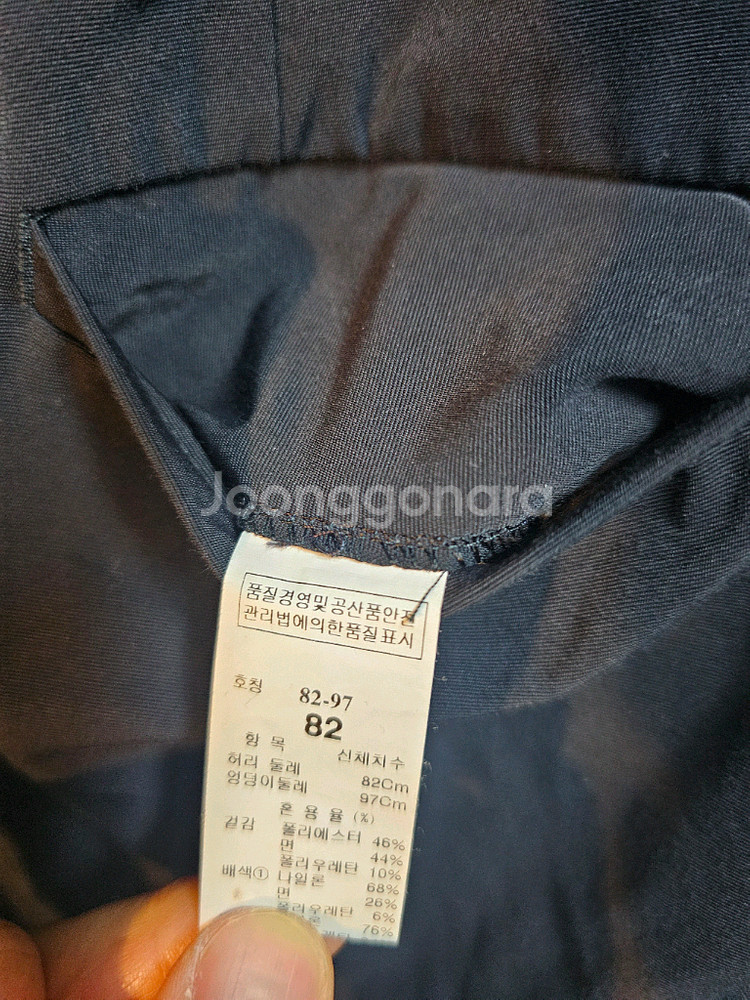 Joonggonara
품질경영및공산품안전
관리법에의한품질표시
호칭 82-97
82
항 목 신체치수
허리 둘레 82Cm
엉덩이둘레 97Cm
혼 용 율 (%)
겉감 폴리에스터 46%
면 44%
폴리우레탄 10%
배색① 나일론 68%
면 26%
폴리우레탄 6%
76%